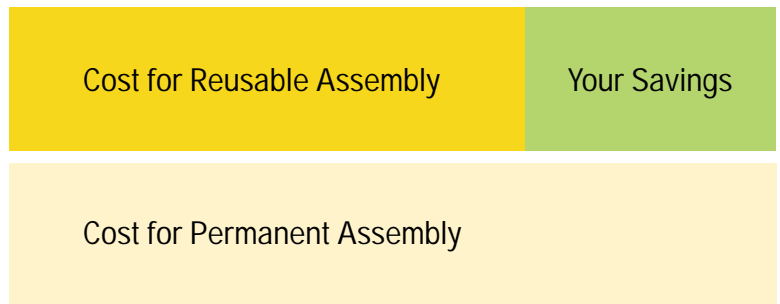 Cost for Reusable Assembly
Your Savings
Cost for Permanent Assembly